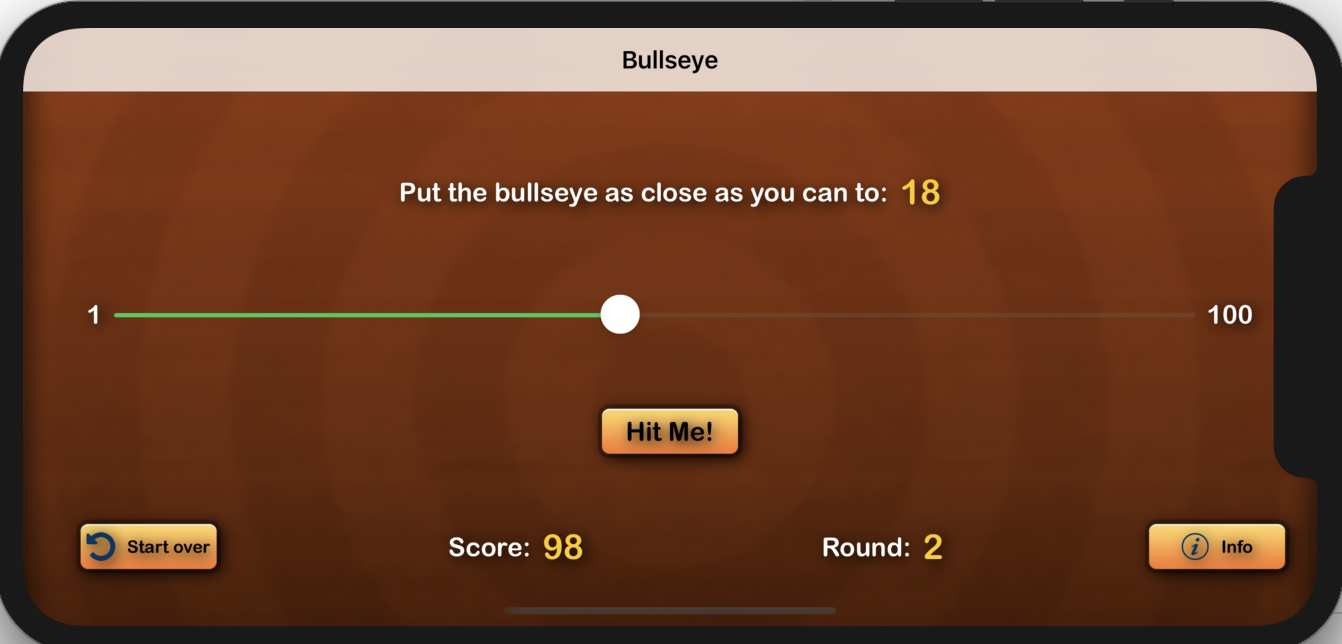 Bullseye
Put the bullseye as close as you can to: 18
1 100
Hit Me!
Start over Score: 98 Round: 2 Info